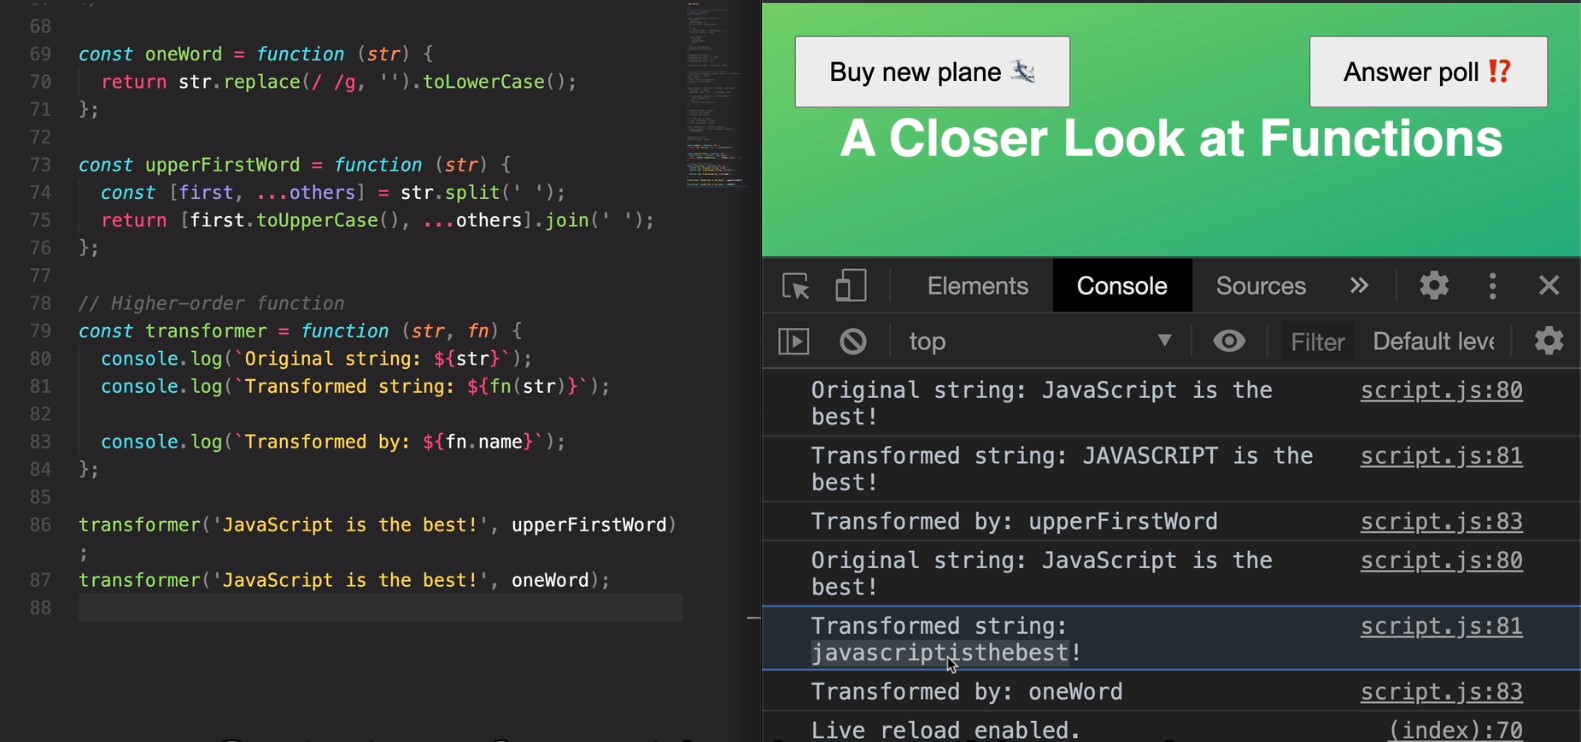 68
69 const oneWord = function (str) {
70 return str.replace(/ /g, '').toLowerCase();
71 };
72
73 const upperFirstWord = function (str) {
74 const [first, ...others] = str.split(' ');
75 return [first.toUpperCase(), ...others].join(' ');
76 };
77
78 // Higher-order function
79 const transformer = function (str, fn) {
80 console.log(`Original string: ${str}`);
81 console.log(`Transformed string: ${fn(str)}`);
82
83 console.log(`Transformed by: ${fn.name}`);
84 };
85
86 transformer('JavaScript is the best!', upperFirstWord)
;
87 transformer('JavaScript is the best!', oneWord);
88
Buy new plane 🛩
Answer poll ⁉️
A Closer Look at Functions
Elements Console Sources »
top Filter Default leve
Original string: JavaScript is the script.js:80
best!
Transformed string: JAVASCRIPT is the script.js:81
best!
Transformed by: upperFirstWord script.js:83
Original string: JavaScript is the script.js:80
best!
Transformed string: script.js:81
javascriptisthebest!
Transformed by: oneWord script.js:83
Live reload enabled. (index):70